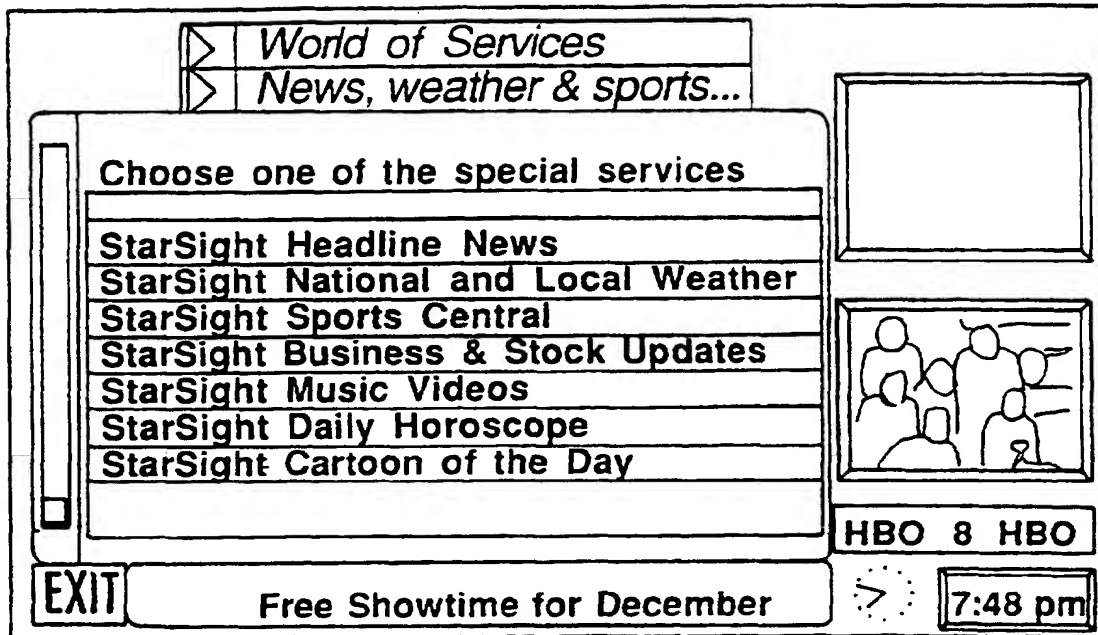 World of Services
News, weather & sports...
Choose one of the special services
StarSight Headline News
StarSight National and Local Weather
StarSight Sports Central
StarSight Business & Stock Updates
StarSight Music Videos
StarSight Daily Horoscope
StarSight Cartoon of the Day
HBO 8 HBO
EXIT
Free Showtime for December
7:48 pm